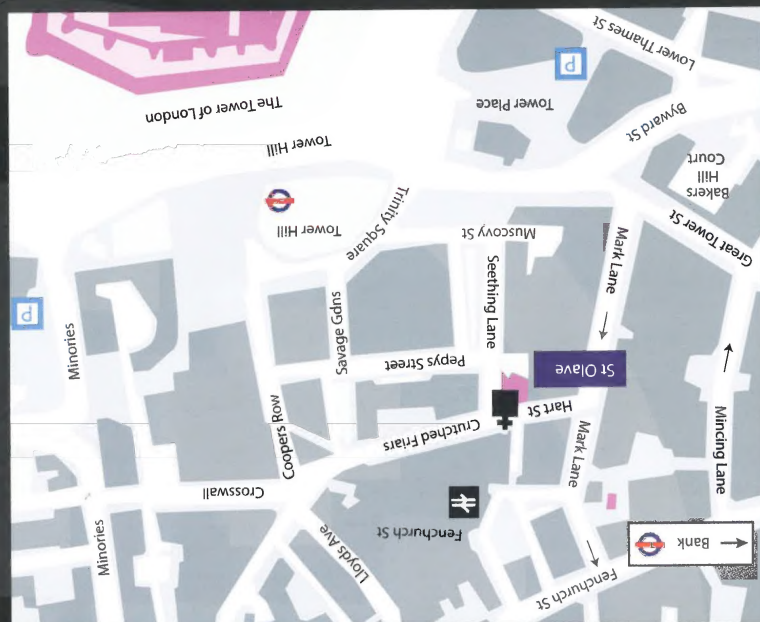 Fenchurch St
Bank
Lloyds Ave
Fenchurch St
Minories
Crosswall
Mark Lane
Mincing Lane
Coopers Row
Crutched Friars
Hart St
St Olave
Pepys Street
Minories
Savage Gdns
Seething Lane
P
Mark Lane
Great Tower St
Muscovy St
Trinity Square
Tower Hill
Bakers
Hill
Court
Tower Hill
Byward St
Tower Place
The Tower of London
P
Lower Thames St